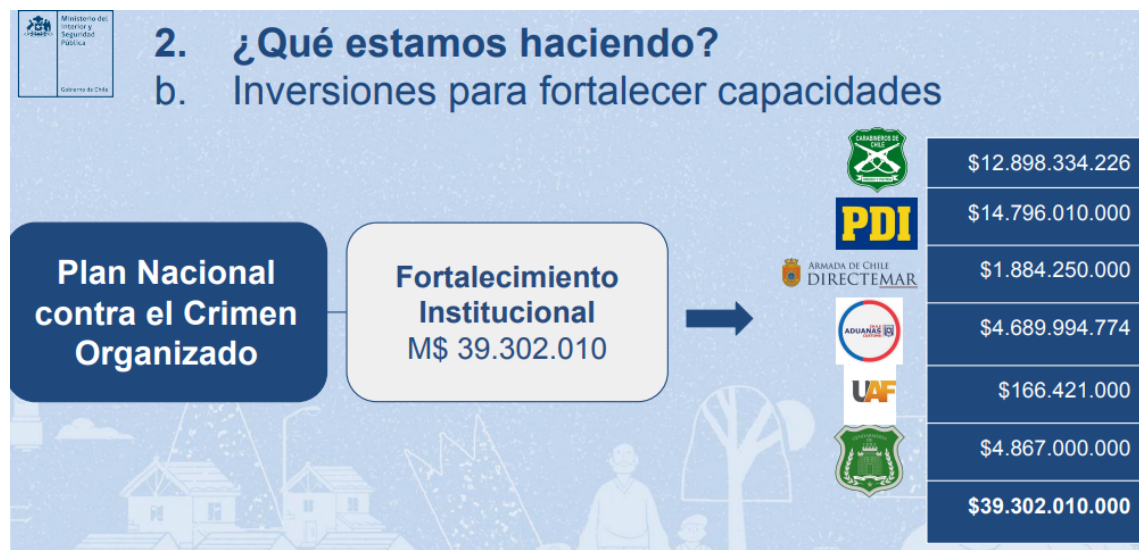 Ministerio del
Interior y
Seguridad
Pública
Gobierno de Chile
2. ¿Qué estamos haciendo?
b. Inversiones para fortalecer capacidades
Plan Nacional
contra el Crimen
Organizado
Fortalecimiento
Institucional
M$ 39.302.010
CARABINEROS DE
CHILE
$12.898.334.226
PDI
$14.796.010.000
ARMADA DE CHILE
DIRECTEMAR
$1.884.250.000
ADUANAS
$4.689.994.774
UAF
$166.421.000
GENDARMERIA
DE
CHILE
$4.867.000.000
$39.302.010.000